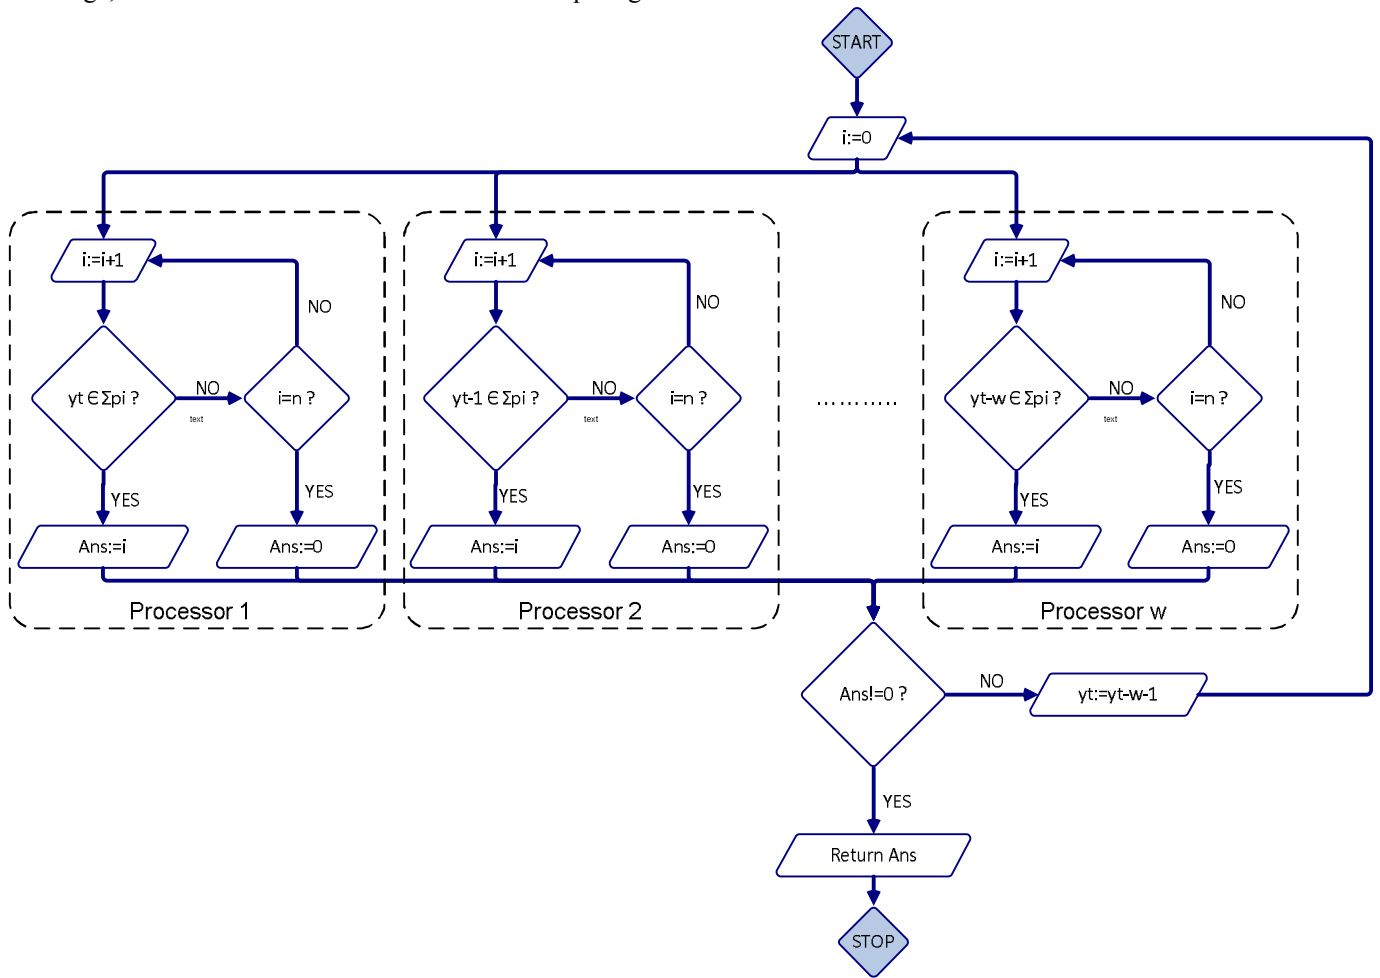 START
i:=0
i:=i+1
NO
yt ∈ Σpi ?
NO
text
i=n ?
YES
YES
Ans:=i
Ans:=0
Processor 1
i:=i+1
NO
yt-1 ∈ Σpi ?
NO
text
i=n ?
YES
YES
Ans:=i
Ans:=0
Processor 2
...........
i:=i+1
NO
yt-w ∈ Σpi ?
NO
text
i=n ?
YES
YES
Ans:=i
Ans:=0
Processor w
Ans!=0 ?
NO
yt:=yt-w-1
YES
Return Ans
STOP